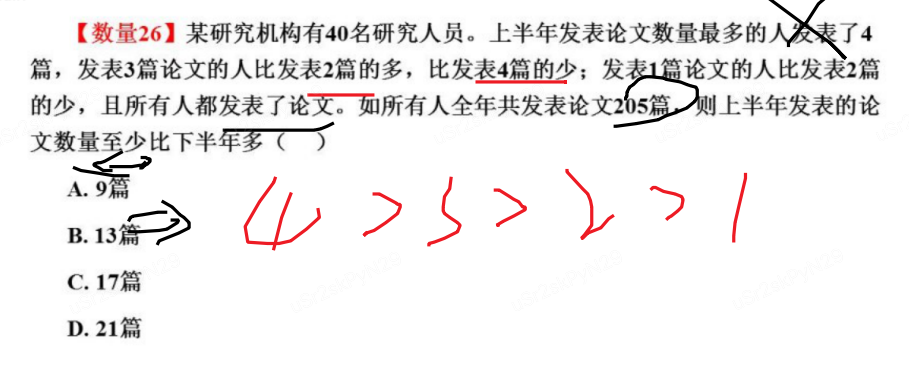 【数量26】某研究机构有40名研究人员。上半年发表论文数量最多的人发表了4
篇，发表3篇论文的人比发表2篇的多，比发表4篇的少；发表1篇论文的人比发表2篇
的少，且所有人都发表了论文。如所有人全年共发表论文205篇，则上半年发表的论
文数量至少比下半年多（ ）
A. 9篇
B. 13篇
C. 17篇
D. 21篇
4 > 3 > 2 > 1